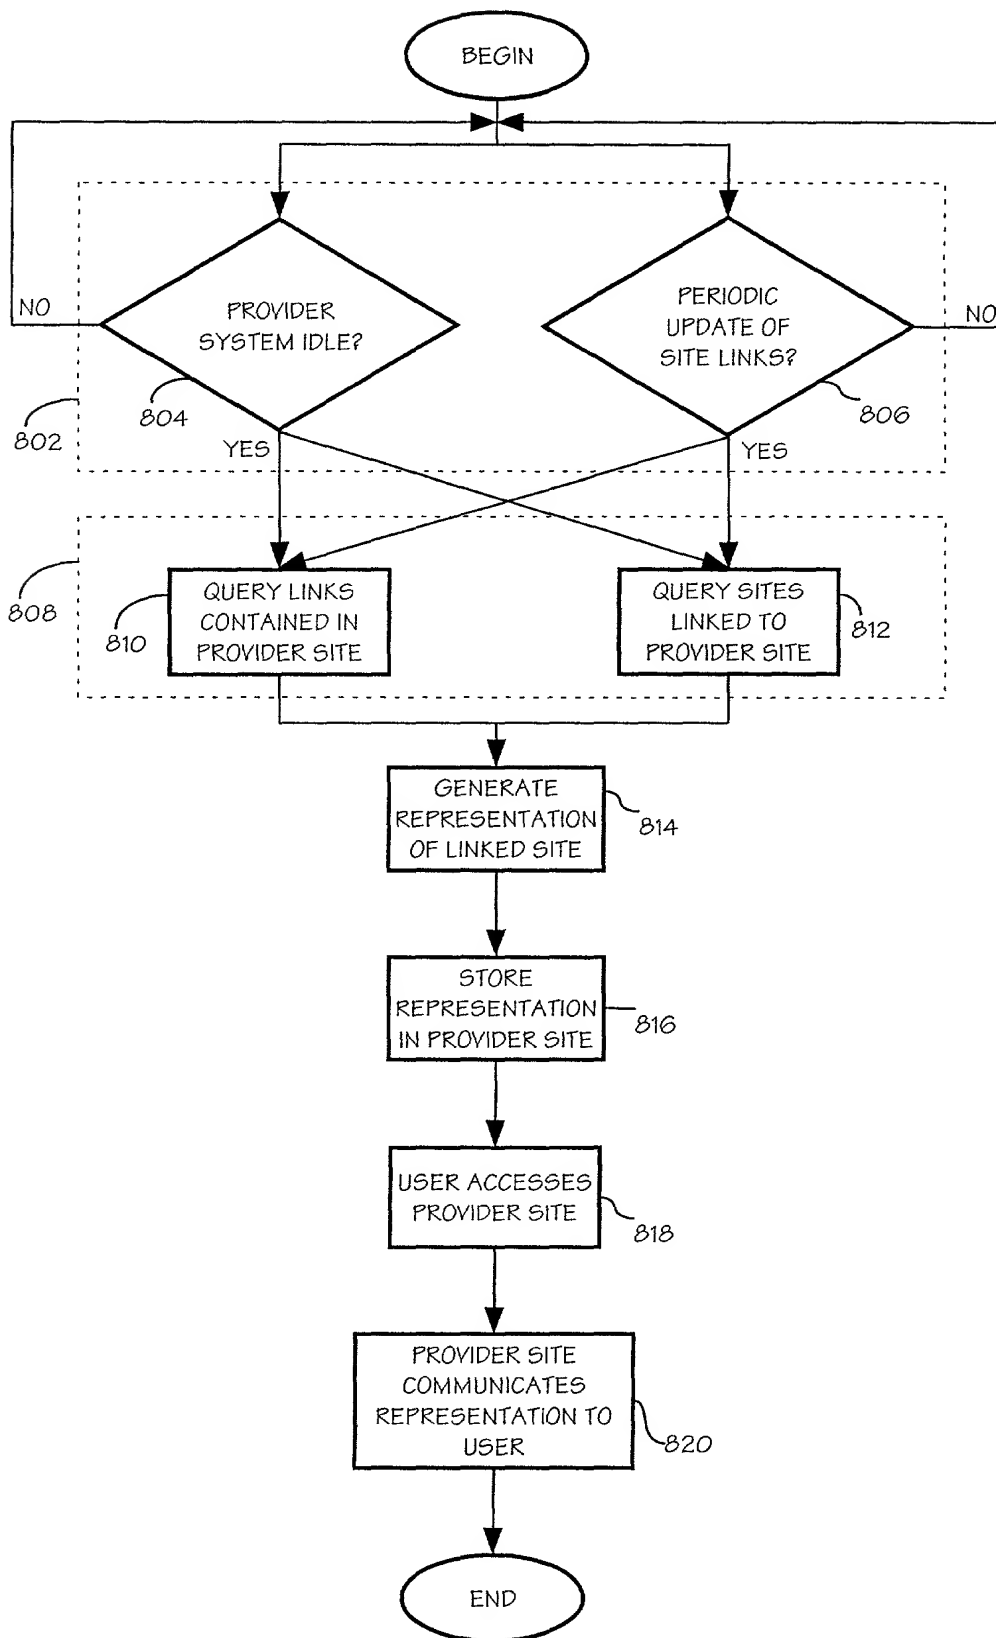 BEGIN
NO
PROVIDER
SYSTEM IDLE?
804
802
YES
PERIODIC
UPDATE OF
SITE LINKS?
NO
806
YES
808
QUERY LINKS
CONTAINED IN
PROVIDER SITE
810
QUERY SITES
LINKED TO
PROVIDER SITE
812
GENERATE
REPRESENTATION
OF LINKED SITE
814
STORE
REPRESENTATION
IN PROVIDER SITE
816
USER ACCESSES
PROVIDER SITE
818
PROVIDER SITE
COMMUNICATES
REPRESENTATION TO
USER
820
END